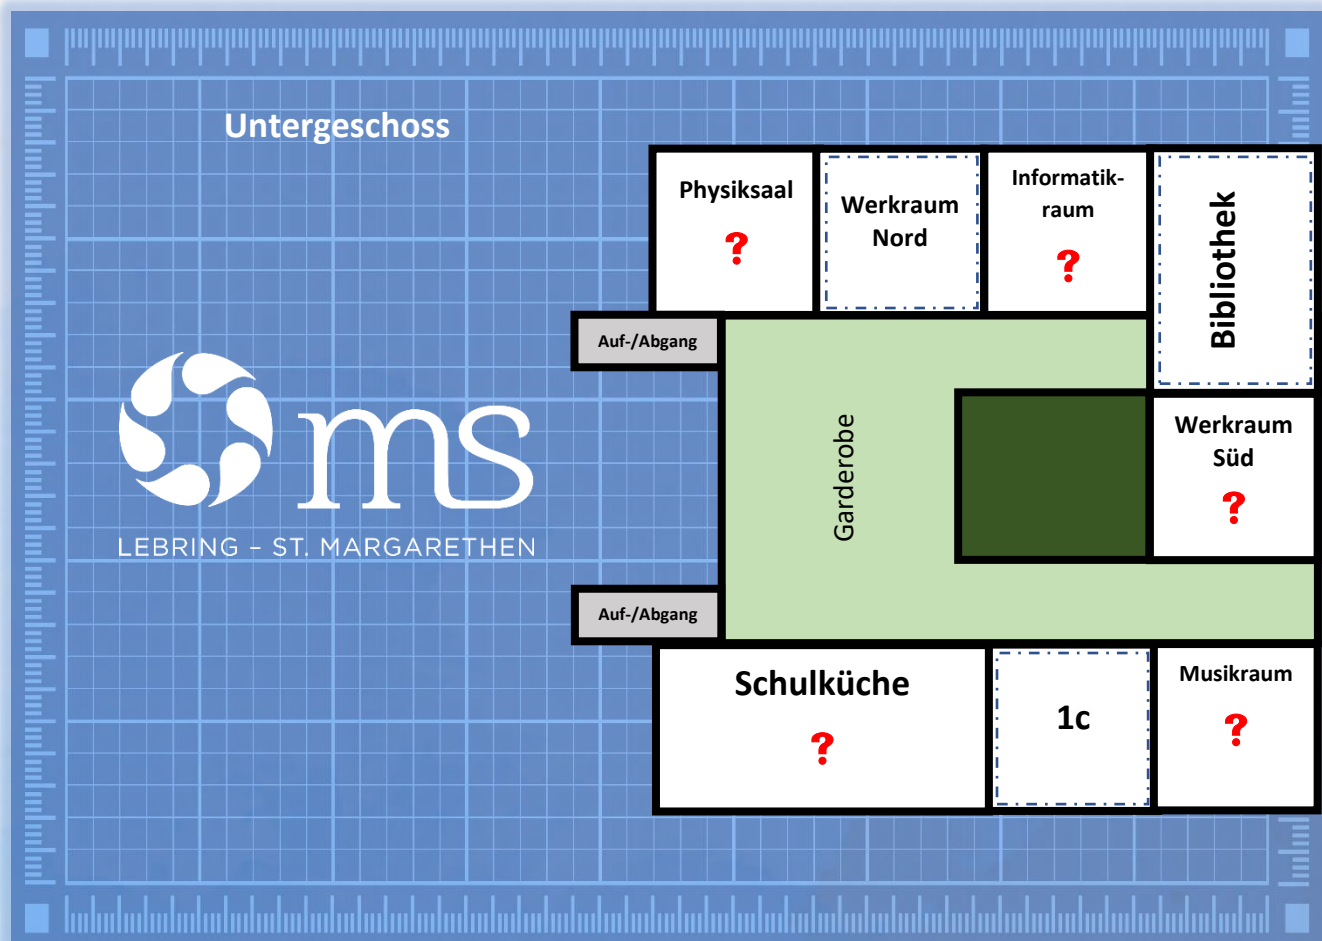 Untergeschoss
Physiksaal
?
Werkraum
Nord
Informatik-
raum
?
Bibliothek
Auf-/Abgang
Garderobe
Werkraum
Süd
?
ms
LEBRING – ST. MARGARETHEN
Auf-/Abgang
Schulküche
?
1c
Musikraum
?